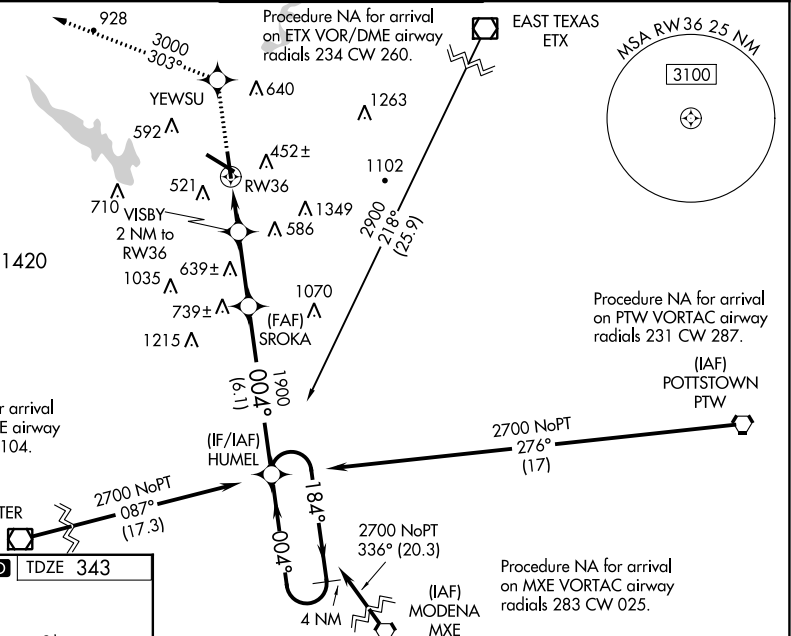 928
3000
303°
Procedure NA for arrival
on ETX VOR/DME airway
radials 234 CW 260.
EAST TEXAS
ETX
MSA RW36 25 NM
3100
YEWSU
640
1263
592
452±
1102
RW36
521
710
1349
VISBY
2 NM to
RW36
586
2900
218°
(25.9)
1420
639±
1035
739±
1070
(FAF)
SROKA
1215
Procedure NA for arrival
on PTW VORTAC airway
radials 231 CW 287.
(IAF)
POTTSTOWN
PTW
1900
004°
(6.1)
r arrival
E airway
104.
(IF/IAF)
HUMEL
2700 NoPT
276°
(17)
2700 NoPT
087°
(17.3)
TER
184°
004°
2700 NoPT
336° (20.3)
4 NM
(IAF)
MODENA
MXE
Procedure NA for arrival
on MXE VORTAC airway
radials 283 CW 025.
D TDZE 343